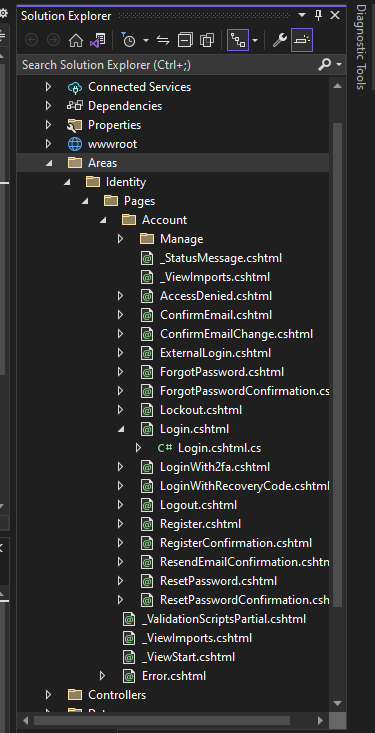 Solution Explorer
Search Solution Explorer (Ctrl+;)
Connected Services
Dependencies
Properties
wwwroot
Areas
Identity
Pages
Account
Manage
_StatusMessage.cshtml
_ViewImports.cshtml
AccessDenied.cshtml
ConfirmEmail.cshtml
ConfirmEmailChange.cshtml
ExternalLogin.cshtml
ForgotPassword.cshtml
ForgotPasswordConfirmation.cs
Lockout.cshtml
Login.cshtml
C# Login.cshtml.cs
LoginWith2fa.cshtml
LoginWithRecoveryCode.cshtml
Logout.cshtml
Register.cshtml
RegisterConfirmation.cshtml
ResendEmailConfirmation.cshtn
ResetPassword.cshtml
ResetPasswordConfirmation.csh
_ValidationScriptsPartial.cshtml
_ViewImports.cshtml
_ViewStart.cshtml
Error.cshtml
Controllers
Diagnostic Tools